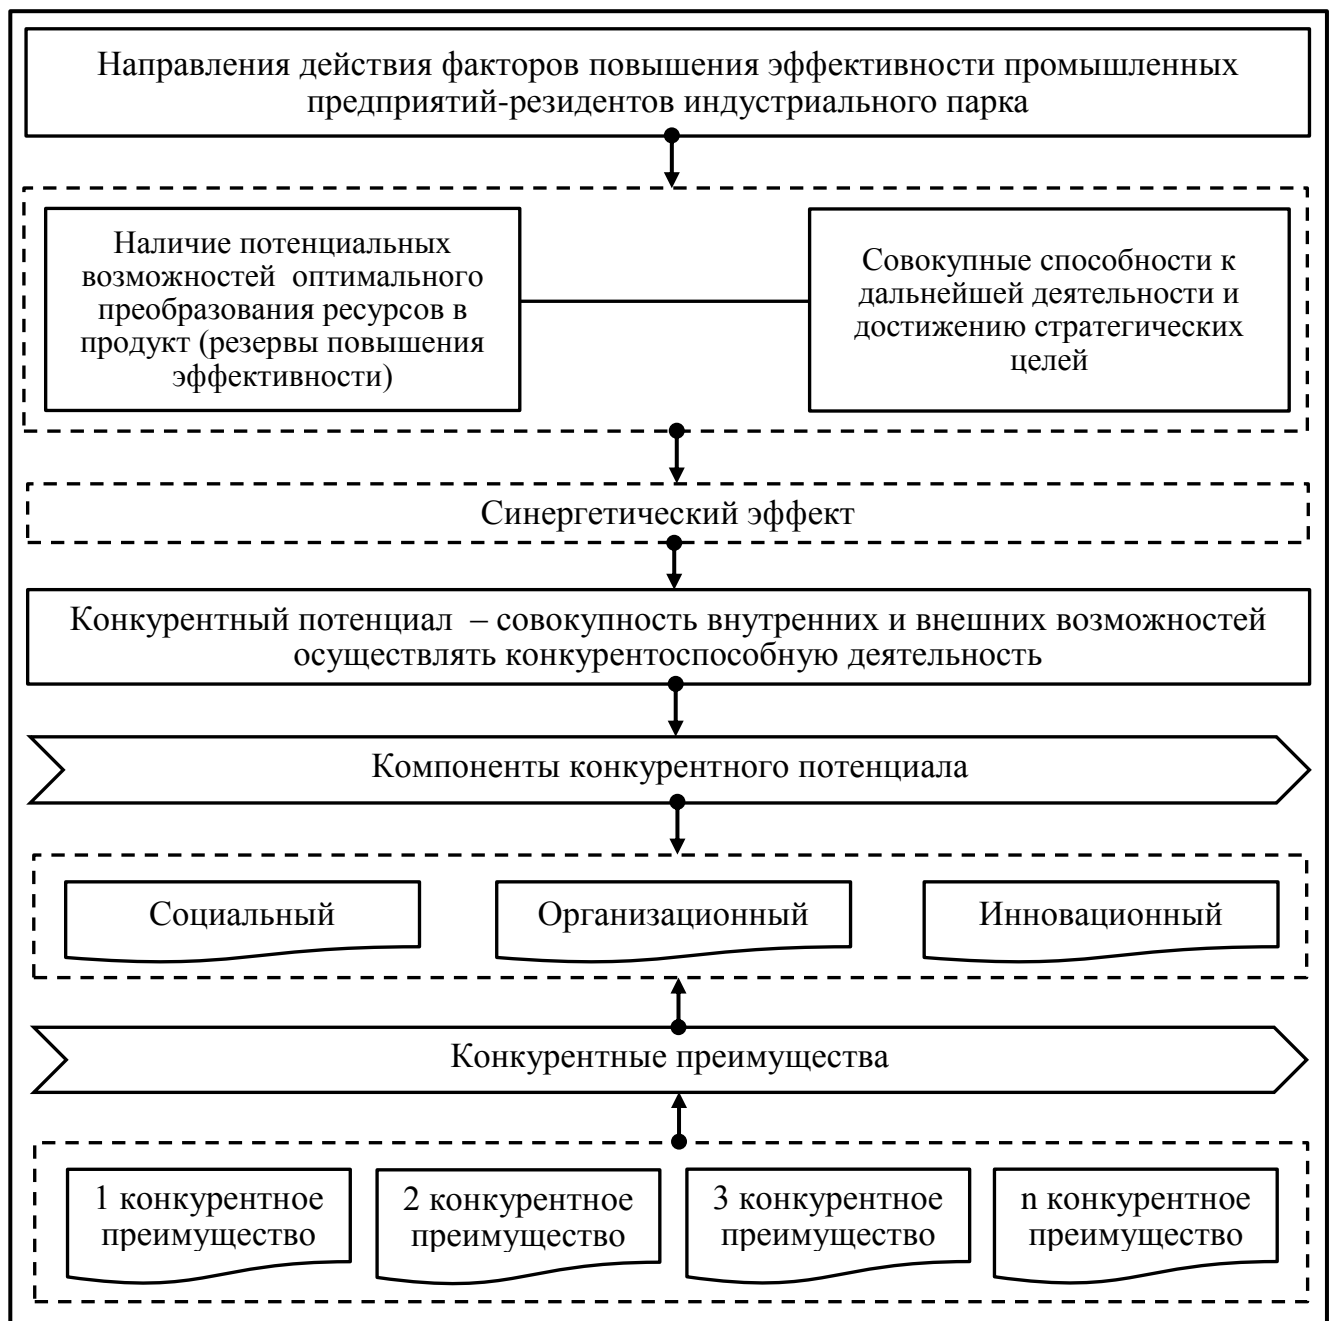 Направления действия факторов повышения эффективности промышленных
предприятий-резидентов индустриального парка
Наличие потенциальных
возможностей оптимального
преобразования ресурсов в
продукт (резервы повышения
эффективности)
Совокупные способности к
дальнейшей деятельности и
достижению стратегических
целей
Синергетический эффект
Конкурентный потенциал – совокупность внутренних и внешних возможностей
осуществлять конкурентоспособную деятельность
Компоненты конкурентного потенциала
Социальный
Организационный
Инновационный
Конкурентные преимущества
1 конкурентное
преимущество
2 конкурентное
преимущество
3 конкурентное
преимущество
n конкурентное
преимущество